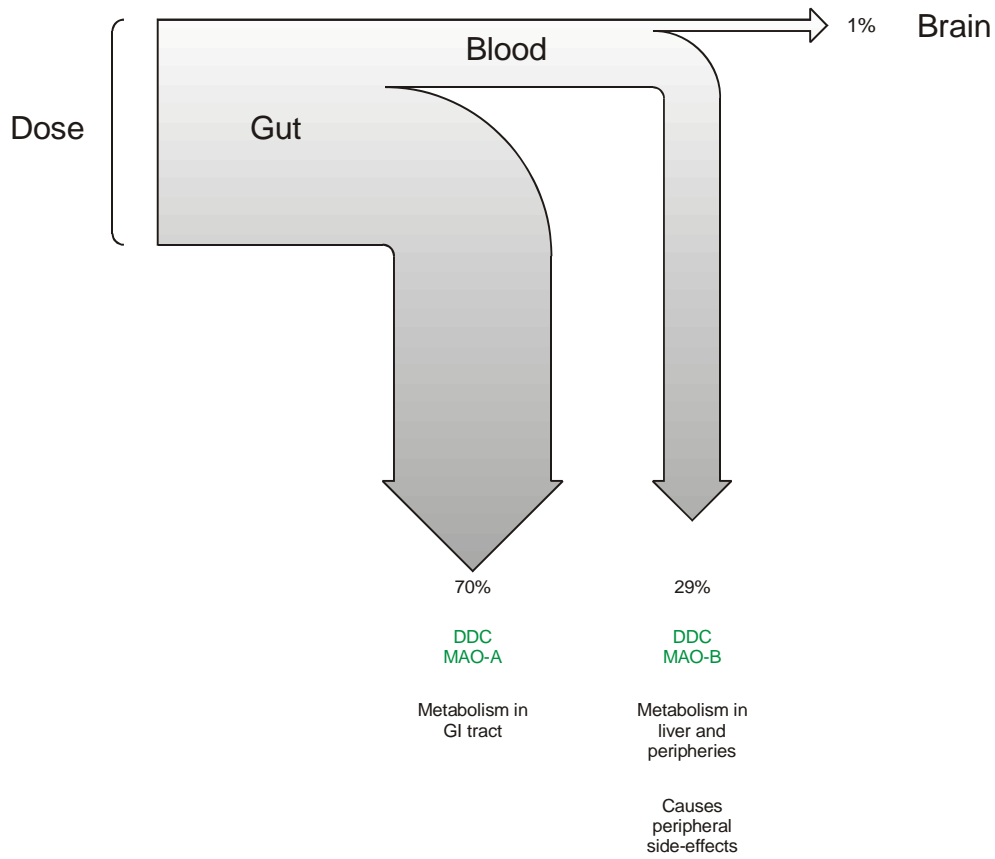 Dose
Gut
Blood
1%
Brain
70%
DDC
MAO-A
Metabolism in
GI tract
29%
DDC
MAO-B
Metabolism in
liver and
peripheries
Causes
peripheral
side-effects